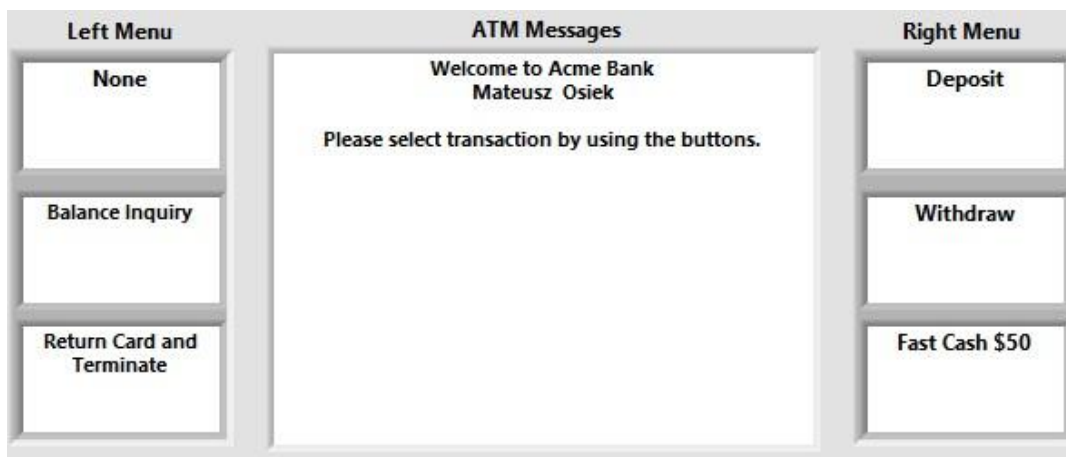 Left Menu
None
Balance Inquiry
Return Card and
Terminate
ATM Messages
Welcome to Acme Bank
Mateusz Osiek
Please select transaction by using the buttons.
Right Menu
Deposit
Withdraw
Fast Cash $50